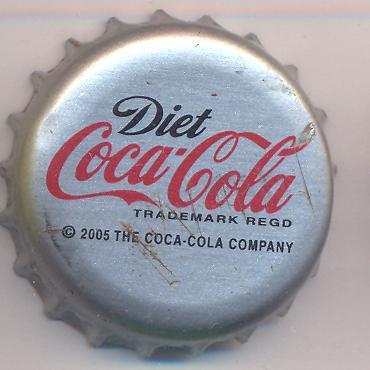 Diet
Coca-Cola
TRADEMARK REGD
© 2005 THE COCA-COLA COMPANY